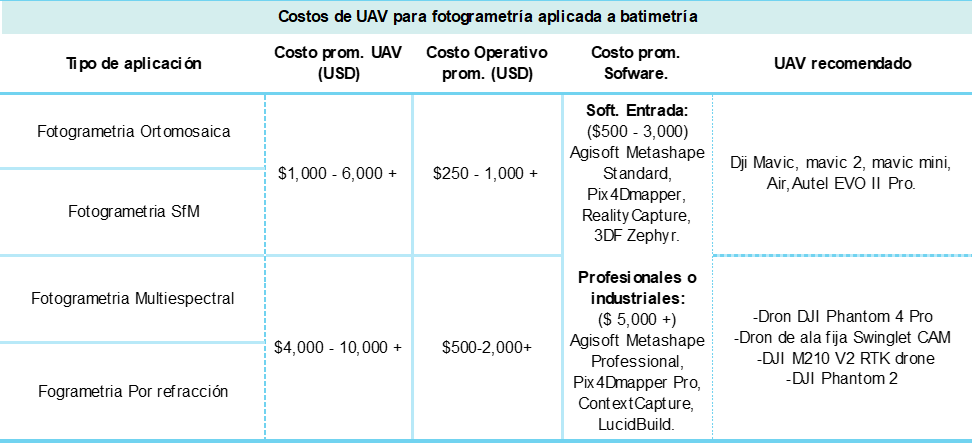 Costos de UAV para fotogrametría aplicada a batimetría
Tipo de aplicación
Costo prom. UAV
(USD)
Costo Operativo
prom. (USD)
Costo prom.
Sofware.
UAV recomendado
Fotogrametria Ortomosaica
Fotogrametria SfM
$1,000 - 6,000 +
$250 - 1,000 +
Soft. Entrada:
($500 - 3,000)
Agisoft Metashape
Standard,
Pix4Dmapper,
RealityCapture,
3DF Zephyr.
Dji Mavic, mavic 2, mavic mini,
Air, Autel EVO II Pro.
Fotogrametria Multiespectral
Fogrametria Por refracción
$4,000 - 10,000 +
$500-2,000+
Profesionales o
industriales:
($ 5,000 +)
Agisoft Metashape
Professional,
Pix4Dmapper Pro,
ContextCapture,
LucidBuild.
-Dron DJI Phantom 4 Pro
-Dron de ala fija Swinglet CAM
-DJI M210 V2 RTK drone
-DJI Phantom 2